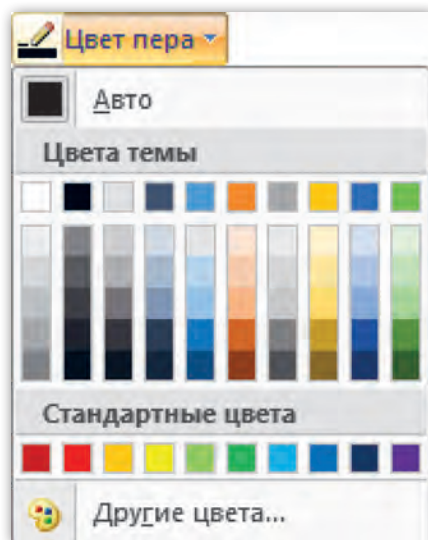 Цвет пера
Авто
Цвета темы
Стандартные цвета
Другие цвета...